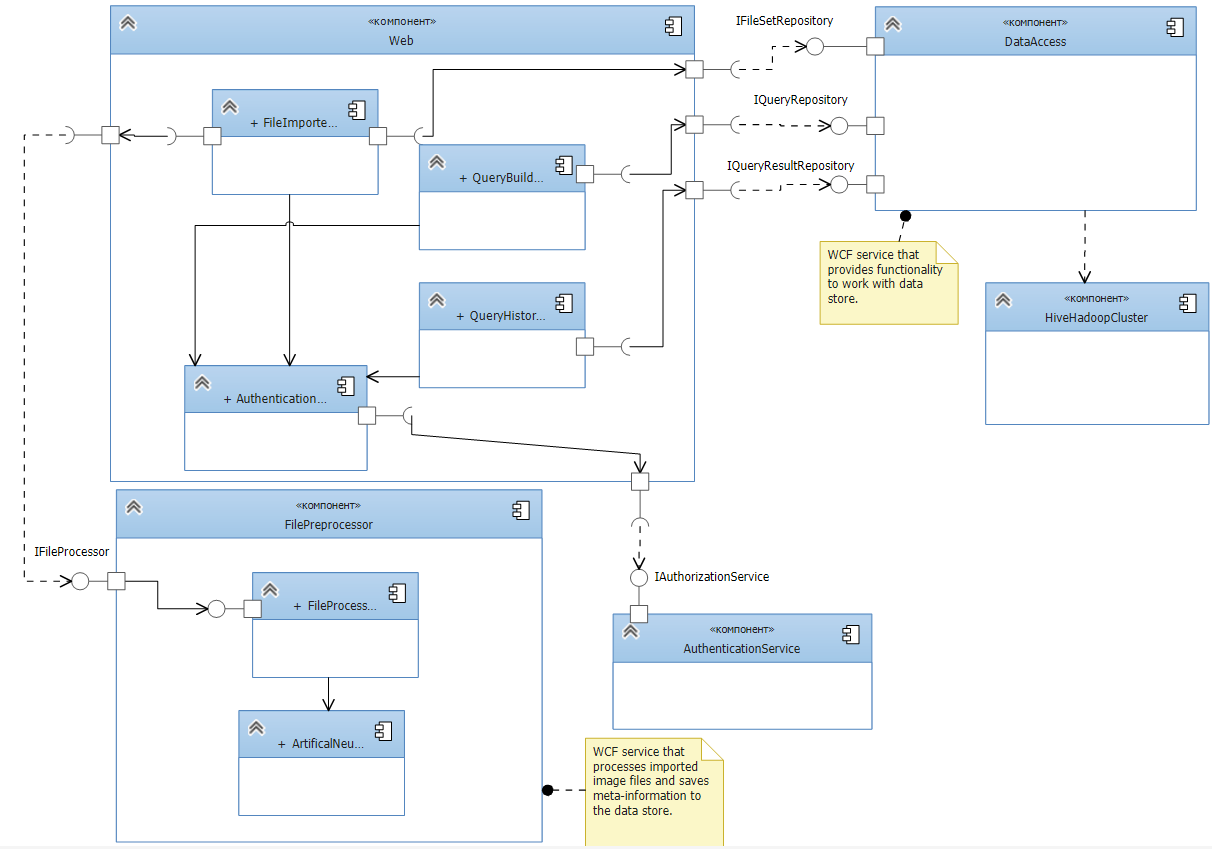 «компонент»
Web
IFileSetRepository
«компонент»
DataAccess
+ FileImporte...
IQueryRepository
+ QueryBuild...
IQueryResultRepository
WCF service that
provides functionality
to work with data
store.
+ QueryHistor...
«компонент»
HiveHadoopCluster
+ Authentication...
«компонент»
FilePreprocessor
IFileProcessor
+ FileProcess...
IAuthorizationService
«компонент»
AuthenticationService
+ ArtificalNeu...
WCF service that
processes imported
image files and saves
meta-information to
the data store.